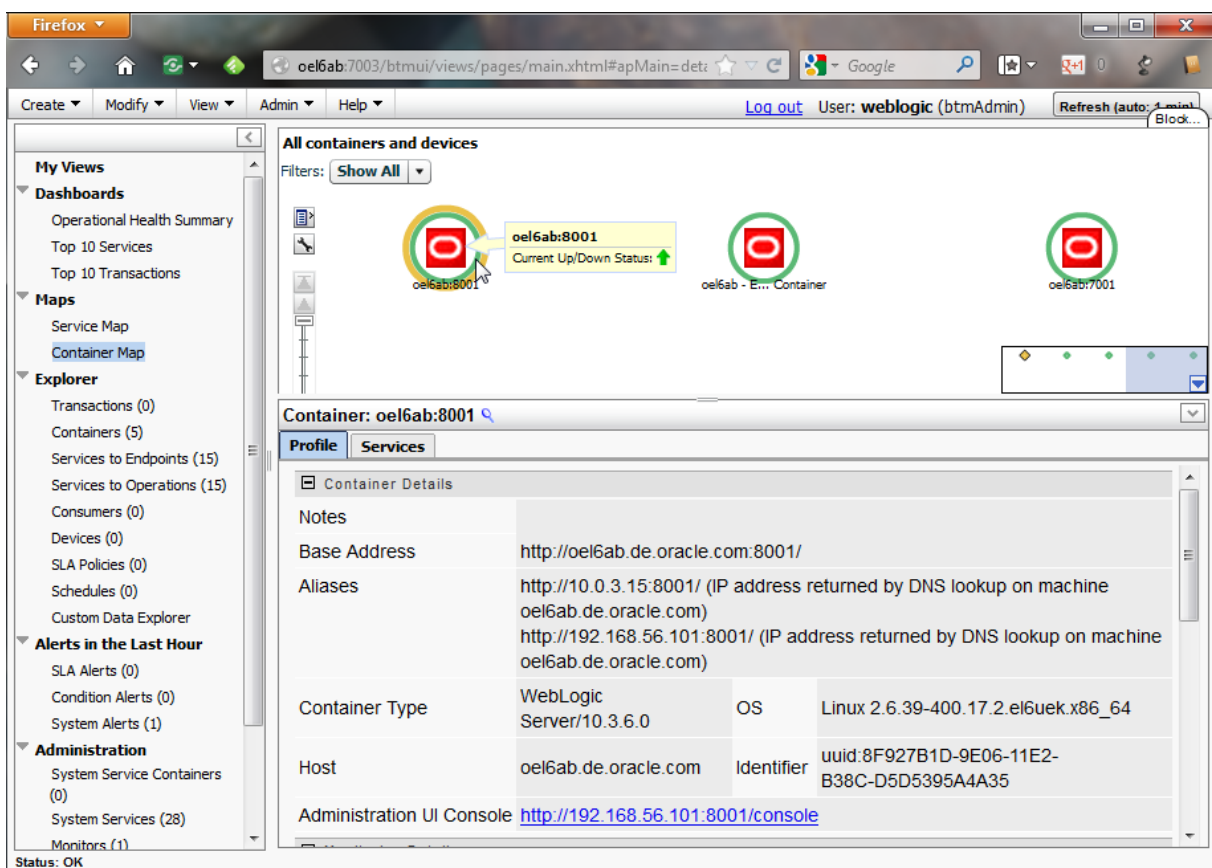 Firefox
oel6ab:7003/btmui/views/pages/main.xhtml#apMain=deta
Google
+1 0
Create Modify View Admin Help Log out User: weblogic (btmAdmin) Refresh (auto: 1 min)
Block...
My Views
Dashboards
Operational Health Summary
Top 10 Services
Top 10 Transactions
Maps
Service Map
Container Map
Explorer
Transactions (0)
Containers (5)
Services to Endpoints (15)
Services to Operations (15)
Consumers (0)
Devices (0)
SLA Policies (0)
Schedules (0)
Custom Data Explorer
Alerts in the Last Hour
SLA Alerts (0)
Condition Alerts (0)
System Alerts (1)
Administration
System Service Containers
(0)
System Services (28)
Monitors (1)
Status: OK
All containers and devices
Filters: Show All
oel6ab:8001
Current Up/Down Status:
oel6ab:8001
oel6ab - E... Container
oel6ab:7001
Container: oel6ab:8001
Profile Services
Container Details
Notes
Base Address http://oel6ab.de.oracle.com:8001/
Aliases http://10.0.3.15:8001/ (IP address returned by DNS lookup on machine
oel6ab.de.oracle.com)
http://192.168.56.101:8001/ (IP address returned by DNS lookup on machine
oel6ab.de.oracle.com)
Container Type WebLogic
Server/10.3.6.0 OS Linux 2.6.39-400.17.2.el6uek.x86_64
Host oel6ab.de.oracle.com Identifier uuid:8F927B1D-9E06-11E2-
B38C-D5D5395A4A35
Administration UI Console http://192.168.56.101:8001/console